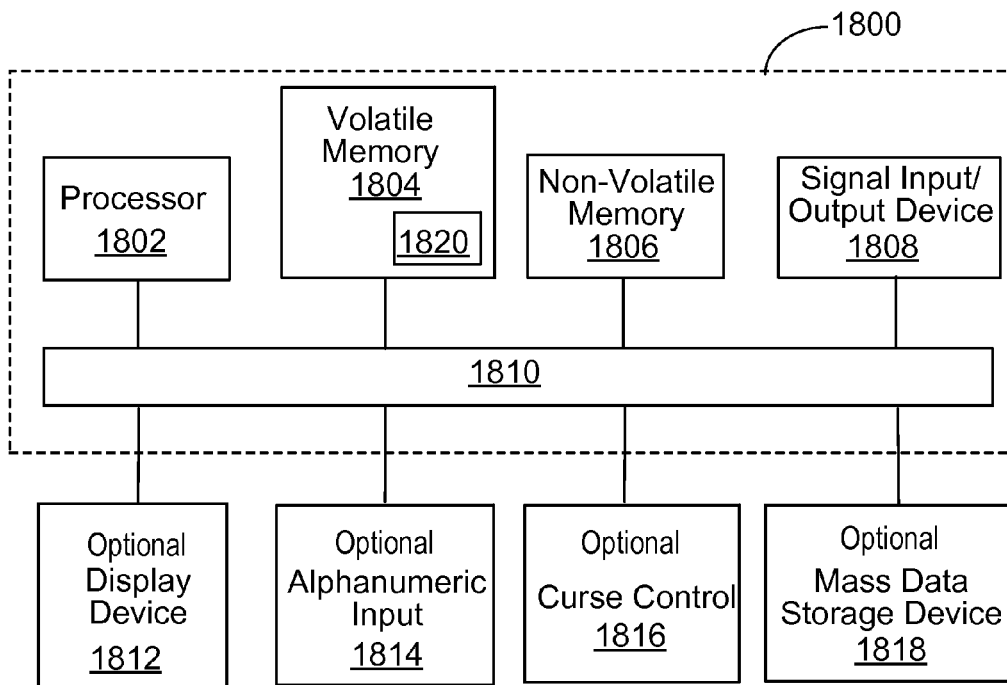 1800
Processor
1802
Volatile
Memory
1804
1820
Non-Volatile
Memory
1806
Signal Input/
Output Device
1808
1810
Optional
Display
Device
1812
Optional
Alphanumeric
Input
1814
Optional
Curse Control
1816
Optional
Mass Data
Storage Device
1818